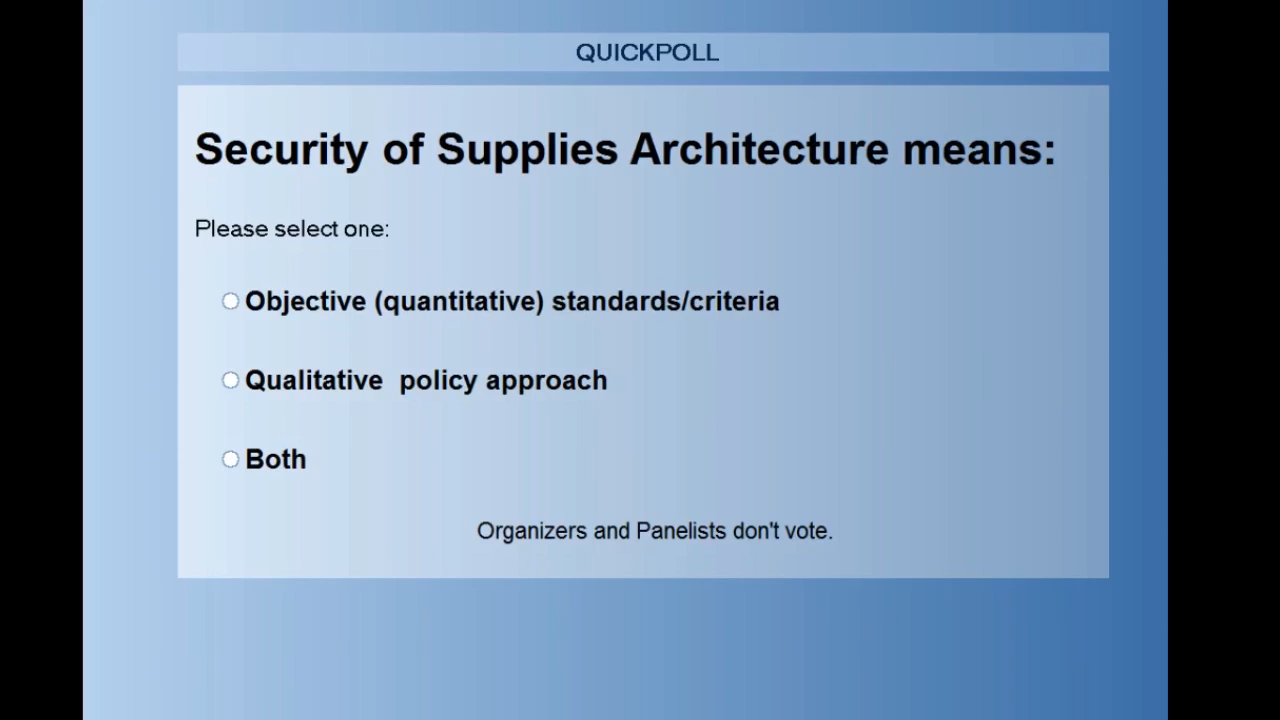 QUICKPOLL
Security of Supplies Architecture means:
Please select one:
Objective (quantitative) standards/criteria
Qualitative  policy approach
Both
Organizers and Panelists don't vote.